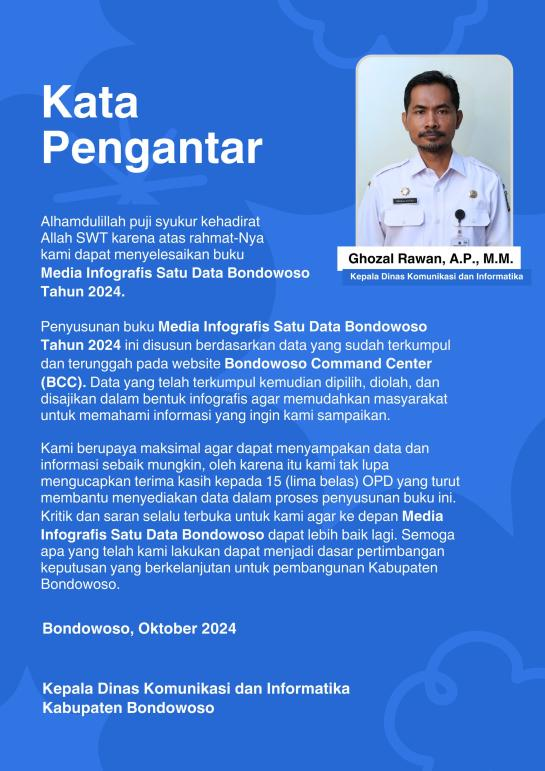 Kata
Pengantar
Ghozal Rawan, A.P., M.M.
Kepala Dinas Komunikasi dan Informatika
Alhamdulillah puji syukur kehadirat
Allah SWT karena atas rahmat-Nya
kami dapat menyelesaikan buku
Media Infografis Satu Data Bondowoso
Tahun 2024.
Penyusunan buku Media Infografis Satu Data Bondowoso
Tahun 2024 ini disusun berdasarkan data yang sudah terkumpul
dan terunggah pada website Bondowoso Command Center
(BCC). Data yang telah terkumpul kemudian dipilih, diolah, dan
disajikan dalam bentuk infografis agar memudahkan masyarakat
untuk memahami informasi yang ingin kami sampaikan.
Kami berupaya maksimal agar dapat menyampakan data dan
informasi sebaik mungkin, oleh karena itu kami tak lupa
mengucapkan terima kasih kepada 15 (lima belas) OPD yang turut
membantu menyediakan data dalam proses penyusunan buku ini.
Kritik dan saran selalu terbuka untuk kami agar ke depan Media
Infografis Satu Data Bondowoso dapat lebih baik lagi. Semoga
apa yang telah kami lakukan dapat menjadi dasar pertimbangan
keputusan yang berkelanjutan untuk pembangunan Kabupaten
Bondowoso.
Bondowoso, Oktober 2024
Kepala Dinas Komunikasi dan Informatika
Kabupaten Bondowoso